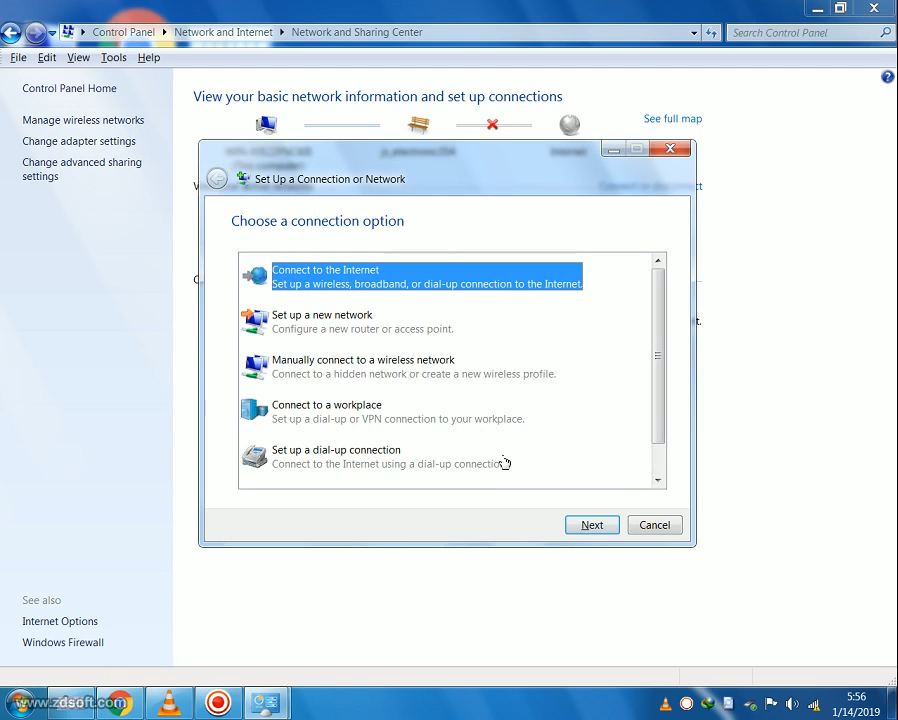 Control Panel Network and Internet Network and Sharing Center
Search Control Panel
File Edit View Tools Help
Control Panel Home
Manage wireless networks
Change adapter settings
Change advanced sharing
settings
View your basic network information and set up connections
See full map
Set Up a Connection or Network
Choose a connection option
Connect to the Internet
Set up a wireless, broadband, or dial-up connection to the Internet.
Set up a new network
Configure a new router or access point.
Manually connect to a wireless network
Connect to a hidden network or create a new wireless profile.
Connect to a workplace
Set up a dial-up or VPN connection to your workplace.
Set up a dial-up connection
Connect to the Internet using a dial-up
Next Cancel
See also
Internet Options
Windows Firewall
www.zdsoft.com
5:56
1/14/2019